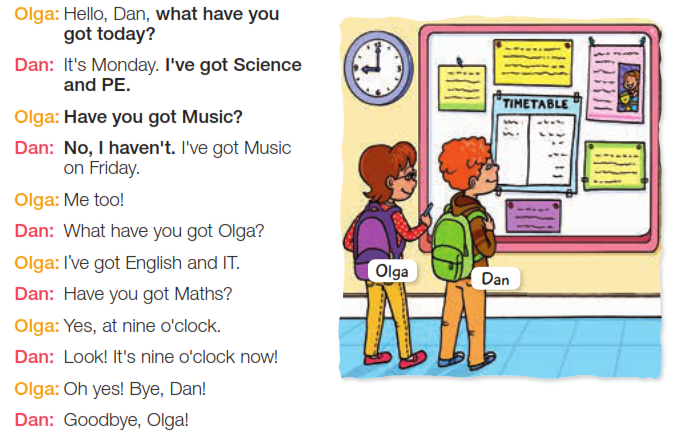 Olga: Hello, Dan, what have you
got today?
Dan: It's Monday. I've got Science
and PE.
Olga: Have you got Music?
Dan: No, I haven't. I've got Music
on Friday.
Olga: Me too!
Dan: What have you got Olga?
Olga: I've got English and IT.
Dan: Have you got Maths?
Olga: Yes, at nine o'clock.
Dan: Look! It's nine o'clock now!
Olga: Oh yes! Bye, Dan!
Dan: Goodbye, Olga!
TIMETABLE
Olga
Dan